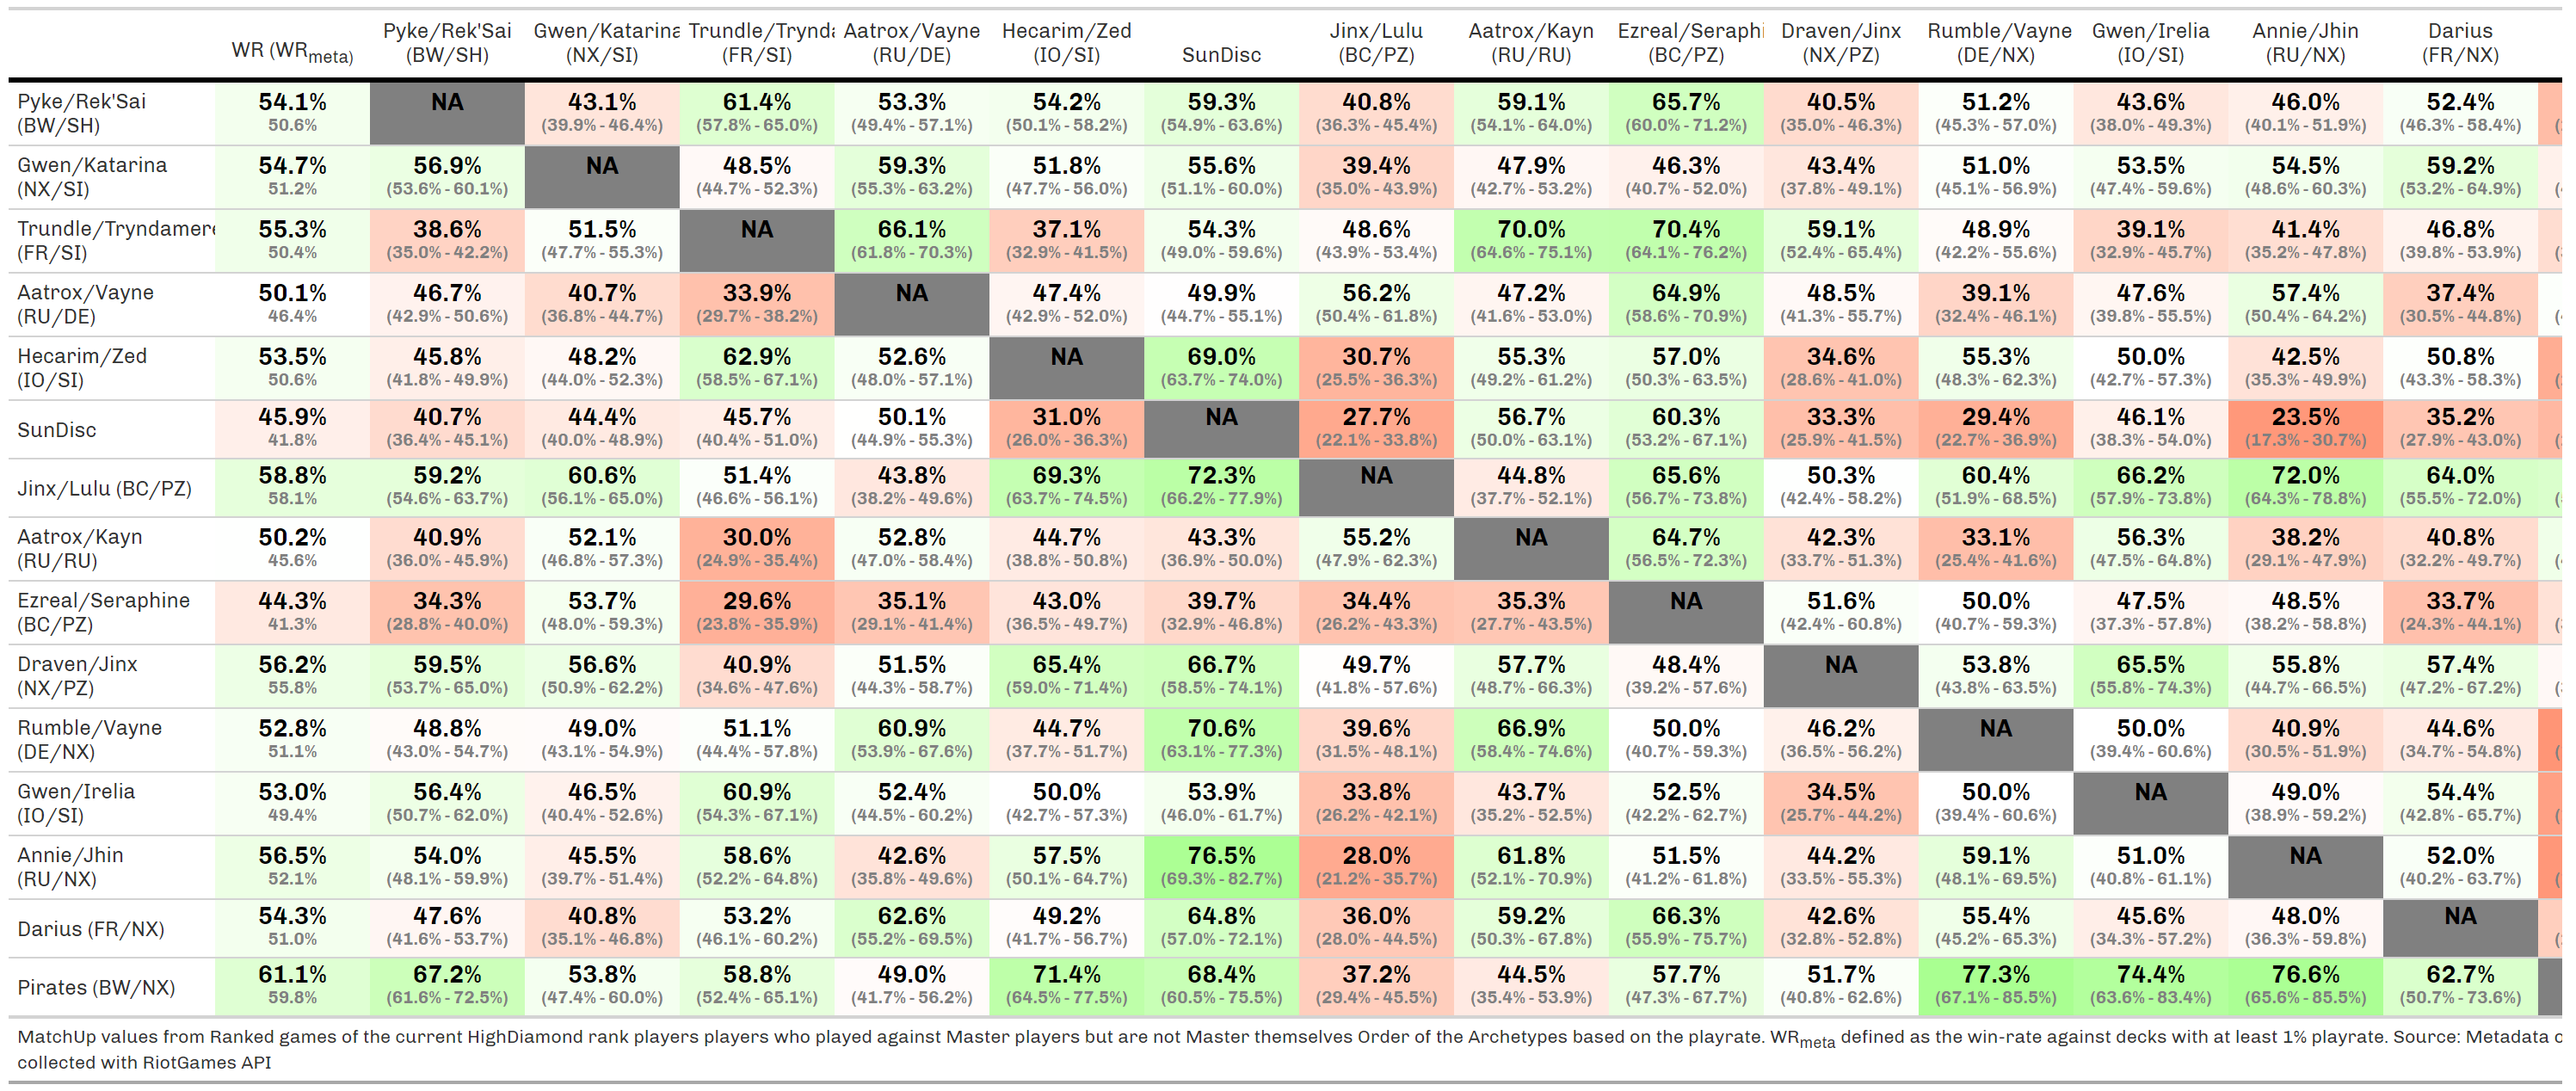 WR (WRmeta) Pyke/Rek'Sai (BW/SH) Gwen/Katarina (NX/SI) Trundle/Trynda (FR/SI) Aatrox/Vayne (RU/DE) Hecarim/Zed (IO/SI) SunDisc Jinx/Lulu (BC/PZ) Aatrox/Kayn (RU/RU) Ezreal/Seraphi (BC/PZ) Draven/Jinx (NX/PZ) Rumble/Vayne (DE/NX) Gwen/Irelia (IO/SI) Annie/Jhin (RU/NX) Darius (FR/NX)
Pyke/Rek'Sai 54.1% NA 43.1% 61.4% 53.3% 54.2% 59.3% 40.8% 59.1% 65.7% 40.5% 51.2% 43.6% 46.0% 52.4%
(BW/SH) 50.6% (39.9% - 46.4%) (57.8% - 65.0%) (49.4% - 57.1%) (50.1% - 58.2%) (54.9% - 63.6%) (36.3% - 45.4%) (54.1% - 64.0%) (60.0% - 71.2%) (35.0% - 46.3%) (45.3% - 57.0%) (38.0% - 49.3%) (40.1% - 51.9%) (46.3% - 58.4%)
Gwen/Katarina 54.7% 56.9% NA 48.5% 59.3% 51.8% 55.6% 39.4% 47.9% 46.3% 43.4% 51.0% 53.5% 54.5% 59.2%
(NX/SI) 51.2% (53.6% - 60.1%) (44.7% - 52.3%) (55.3% - 63.2%) (47.7% - 56.0%) (51.1% - 60.0%) (35.0% - 43.9%) (42.7% - 53.2%) (40.7% - 52.0%) (37.8% - 49.1%) (45.1% - 56.9%) (47.4% - 59.6%) (48.6% - 60.3%) (53.2% - 64.9%)
Trundle/Tryndamere 55.3% 38.6% 51.5% NA 66.1% 37.1% 54.3% 48.6% 70.0% 70.4% 59.1% 48.9% 39.1% 41.4% 46.8%
(FR/SI) 50.4% (35.0% - 42.2%) (47.7% - 55.3%) (61.8% - 70.3%) (32.9% - 41.5%) (49.0% - 59.6%) (43.9% - 53.4%) (64.6% - 75.1%) (64.1% - 76.2%) (52.4% - 65.4%) (42.2% - 55.6%) (32.9% - 45.7%) (35.2% - 47.8%) (39.8% - 53.9%)
Aatrox/Vayne 50.1% 46.7% 40.7% 33.9% NA 47.4% 49.9% 56.2% 47.2% 64.9% 48.5% 39.1% 47.6% 57.4% 37.4%
(RU/DE) 46.4% (42.9% - 50.6%) (36.8% - 44.7%) (29.7% - 38.2%) (42.9% - 52.0%) (44.7% - 55.1%) (50.4% - 61.8%) (41.6% - 53.0%) (58.6% - 70.9%) (41.3% - 55.7%) (32.4% - 46.1%) (39.8% - 55.5%) (50.4% - 64.2%) (30.5% - 44.8%)
Hecarim/Zed 53.5% 45.8% 48.2% 62.9% 52.6% NA 69.0% 30.7% 55.3% 57.0% 34.6% 55.3% 50.0% 42.5% 50.8%
(IO/SI) 50.6% (41.8% - 49.9%) (44.0% - 52.3%) (58.5% - 67.1%) (48.0% - 57.1%) (63.7% - 74.0%) (25.5% - 36.3%) (49.2% - 61.2%) (50.3% - 63.5%) (28.6% - 41.0%) (48.3% - 62.3%) (42.7% - 57.3%) (35.3% - 49.9%) (43.3% - 58.3%)
SunDisc 45.9% 40.7% 44.4% 45.7% 50.1% 31.0% NA 27.7% 56.7% 60.3% 33.3% 29.4% 46.1% 23.5% 35.2%
41.8% (36.4% - 45.1%) (40.0% - 48.9%) (40.4% - 51.0%) (44.9% - 55.3%) (26.0% - 36.3%) (22.1% - 33.8%) (50.0% - 63.1%) (53.2% - 67.1%) (25.9% - 41.5%) (22.7% - 36.9%) (38.3% - 54.0%) (17.3% - 30.7%) (27.9% - 43.0%)
Jinx/Lulu (BC/PZ) 58.8% 59.2% 60.6% 51.4% 43.8% 69.3% 72.3% NA 44.8% 65.6% 50.3% 60.4% 66.2% 72.0% 64.0%
58.1% (54.6% - 63.7%) (56.1% - 65.0%) (46.6% - 56.1%) (38.2% - 49.6%) (63.7% - 74.5%) (66.2% - 77.9%) (37.7% - 52.1%) (56.7% - 73.8%) (42.4% - 58.2%) (51.9% - 68.5%) (57.9% - 73.8%) (64.3% - 78.8%) (55.5% - 72.0%)
Aatrox/Kayn 50.2% 40.9% 52.1% 30.0% 52.8% 44.7% 43.3% 55.2% NA 64.7% 42.3% 33.1% 56.3% 38.2% 40.8%
(RU/RU) 45.6% (36.0% - 45.9%) (46.8% - 57.3%) (24.9% - 35.4%) (47.0% - 58.4%) (38.8% - 50.8%) (36.9% - 50.0%) (47.9% - 62.3%) (56.5% - 72.3%) (33.7% - 51.3%) (25.4% - 41.6%) (47.5% - 64.8%) (29.1% - 47.9%) (32.2% - 49.7%)
Ezreal/Seraphine 44.3% 34.3% 53.7% 29.6% 35.1% 43.0% 39.7% 34.4% 35.3% NA 51.6% 50.0% 47.5% 48.5% 33.7%
(BC/PZ) 41.3% (28.8% - 40.0%) (48.0% - 59.3%) (23.8% - 35.9%) (29.1% - 41.4%) (36.5% - 49.7%) (32.9% - 46.8%) (26.2% - 43.3%) (27.7% - 43.5%) (42.4% - 60.8%) (40.7% - 59.3%) (37.3% - 57.8%) (38.2% - 58.8%) (24.3% - 44.1%)
Draven/Jinx 56.2% 59.5% 56.6% 40.9% 51.5% 65.4% 66.7% 49.7% 57.7% 48.4% NA 53.8% 65.5% 55.8% 57.4%
(NX/PZ) 55.8% (53.7% - 65.0%) (50.9% - 62.2%) (34.6% - 47.6%) (44.3% - 58.7%) (59.0% - 71.4%) (58.5% - 74.1%) (41.8% - 57.6%) (48.7% - 66.3%) (39.2% - 57.6%) (43.8% - 63.5%) (55.8% - 74.3%) (44.7% - 66.5%) (47.2% - 67.2%)
Rumble/Vayne 52.8% 48.8% 49.0% 51.1% 60.9% 44.7% 70.6% 39.6% 66.9% 50.0% 46.2% NA 50.0% 40.9% 44.6%
(DE/NX) 51.1% (43.0% - 54.7%) (43.1% - 54.9%) (44.4% - 57.8%) (53.9% - 67.6%) (37.7% - 51.7%) (63.1% - 77.3%) (31.5% - 48.1%) (58.4% - 74.6%) (40.7% - 59.3%) (36.5% - 56.2%) (39.4% - 60.6%) (30.5% - 51.9%) (34.7% - 54.8%)
Gwen/Irelia 53.0% 56.4% 46.5% 60.9% 52.4% 50.0% 53.9% 33.8% 43.7% 52.5% 34.5% 50.0% NA 49.0% 54.4%
(IO/SI) 49.4% (50.7% - 62.0%) (40.4% - 52.6%) (54.3% - 67.1%) (44.5% - 60.2%) (42.7% - 57.3%) (46.0% - 61.7%) (26.2% - 42.1%) (35.2% - 52.5%) (42.2% - 62.7%) (25.7% - 44.2%) (39.4% - 60.6%) (38.9% - 59.2%) (42.8% - 65.7%)
Annie/Jhin 56.5% 54.0% 45.5% 58.6% 42.6% 57.5% 76.5% 28.0% 61.8% 51.5% 44.2% 59.1% 51.0% NA 52.0%
(RU/NX) 52.1% (48.1% - 59.9%) (39.7% - 51.4%) (52.2% - 64.8%) (35.8% - 49.6%) (50.1% - 64.7%) (69.3% - 82.7%) (21.2% - 35.7%) (52.1% - 70.9%) (41.2% - 61.8%) (33.5% - 55.3%) (48.1% - 69.5%) (40.8% - 61.1%) (40.2% - 63.7%)
Darius (FR/NX) 54.3% 47.6% 40.8% 53.2% 62.6% 49.2% 64.8% 36.0% 59.2% 66.3% 42.6% 55.4% 45.6% 48.0% NA
51.0% (41.6% - 53.7%) (35.1% - 46.8%) (46.1% - 60.2%) (55.2% - 69.5%) (41.7% - 56.7%) (57.0% - 72.1%) (28.0% - 44.5%) (50.3% - 67.8%) (55.9% - 75.7%) (32.8% - 52.8%) (45.2% - 65.3%) (34.3% - 57.2%) (36.3% - 59.8%)
Pirates (BW/NX) 61.1% 67.2% 53.8% 58.8% 49.0% 71.4% 68.4% 37.2% 44.5% 57.7% 51.7% 77.3% 74.4% 76.6% 62.7%
59.8% (61.6% - 72.5%) (47.4% - 60.0%) (52.4% - 65.1%) (41.7% - 56.2%) (64.5% - 77.5%) (60.5% - 75.5%) (29.4% - 45.5%) (35.4% - 53.9%) (47.3% - 67.7%) (40.8% - 62.6%) (67.1% - 85.5%) (63.6% - 83.4%) (65.6% - 85.5%) (50.7% - 73.6%)
MatchUp values from Ranked games of the current HighDiamond rank players players who played against Master players but are not Master themselves Order of the Archetypes based on the playrate. WRmeta defined as the win-rate against decks with at least 1% playrate. Source: Metadata
collected with RiotGames API